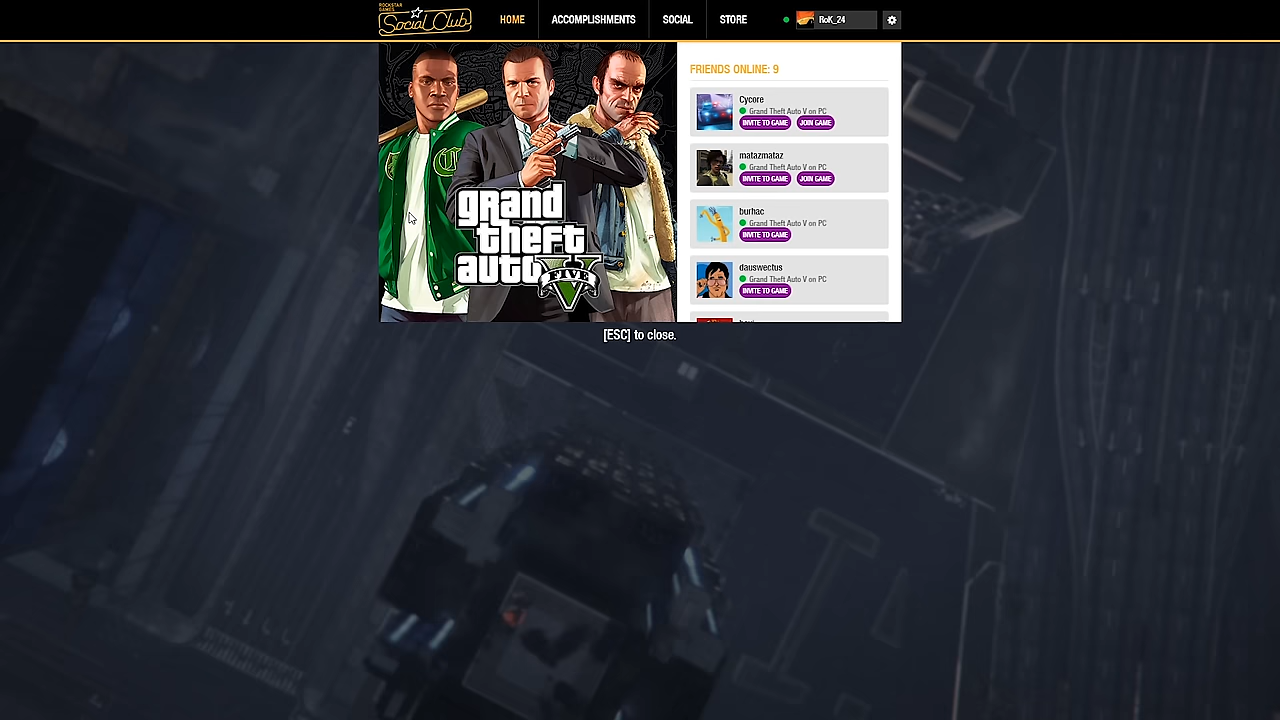 ROCKSTAR
GAMES
Social Club
HOME
ACCOMPLISHMENTS
SOCIAL
STORE
RoK_24
grand
theft
auto
FIVE
V
FRIENDS ONLINE: 9
Cycore
Grand Theft Auto V on PC
INVITE TO GAME
JOIN GAME
matazmataz
Grand Theft Auto V on PC
INVITE TO GAME
JOIN GAME
burhac
Grand Theft Auto V on PC
INVITE TO GAME
dauswectus
Grand Theft Auto V on PC
INVITE TO GAME
[ESC] to close.